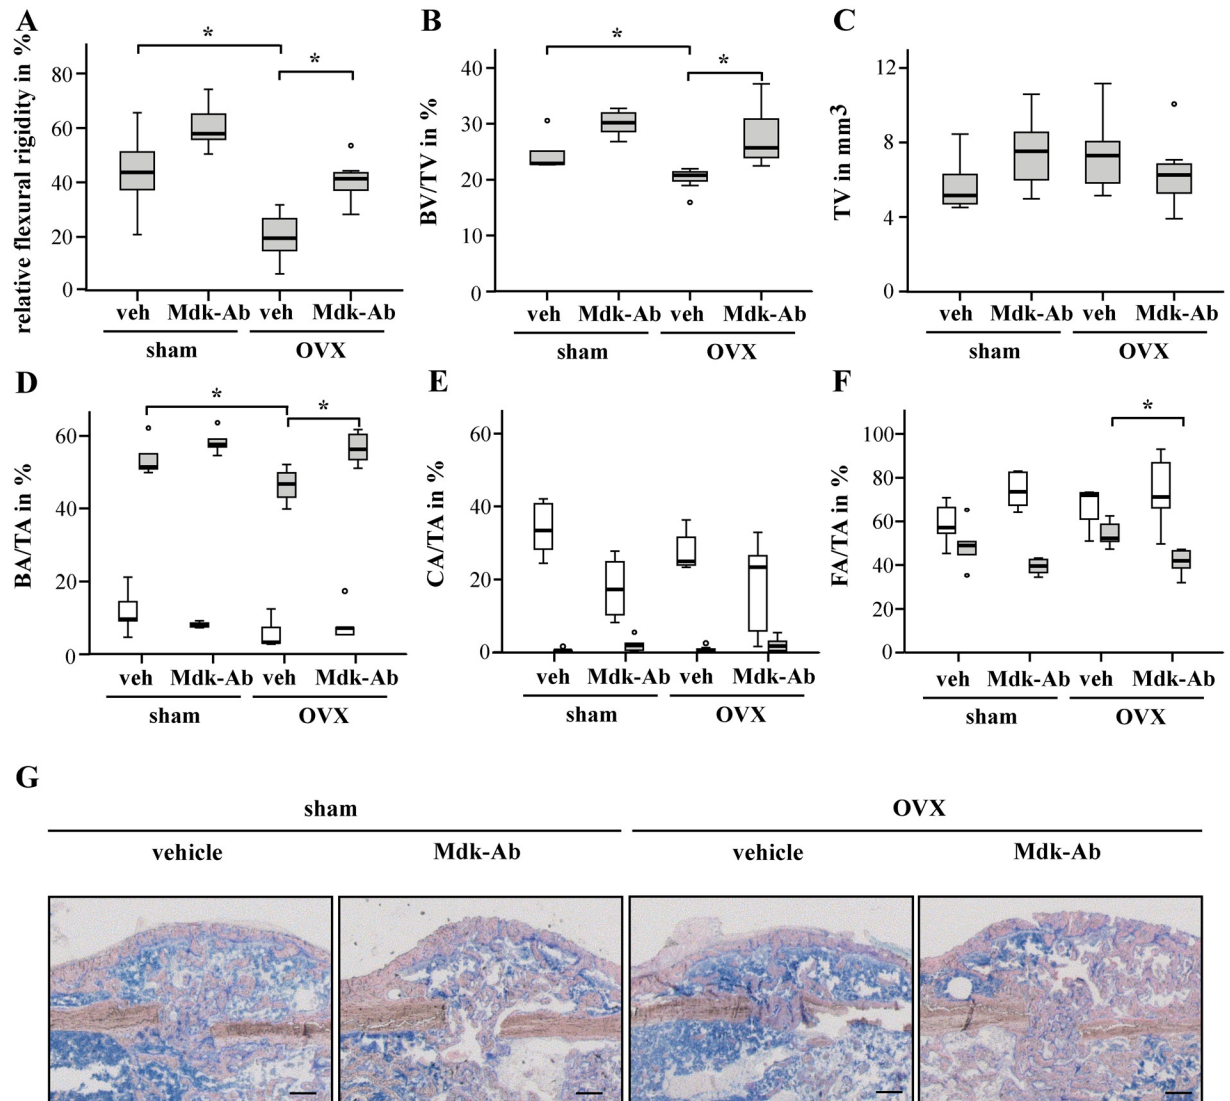 A
relative flexural rigidity in %
80
60
40
20
0
*
*
veh Mdk-Ab veh Mdk-Ab
sham OVX
B
BV/TV in %
40
30
20
10
0
*
*
veh Mdk-Ab veh Mdk-Ab
sham OVX
C
TV in mm3
12
8
4
0
veh Mdk-Ab veh Mdk-Ab
sham OVX
D
BA/TA in %
60
40
20
0
*
*
veh Mdk-Ab veh Mdk-Ab
sham OVX
E
CA/TA in %
60
40
20
0
veh Mdk-Ab veh Mdk-Ab
sham OVX
F
FA/TA in %
100
80
60
40
20
0
*
veh Mdk-Ab veh Mdk-Ab
sham OVX
G
sham OVX
vehicle Mdk-Ab vehicle Mdk-Ab